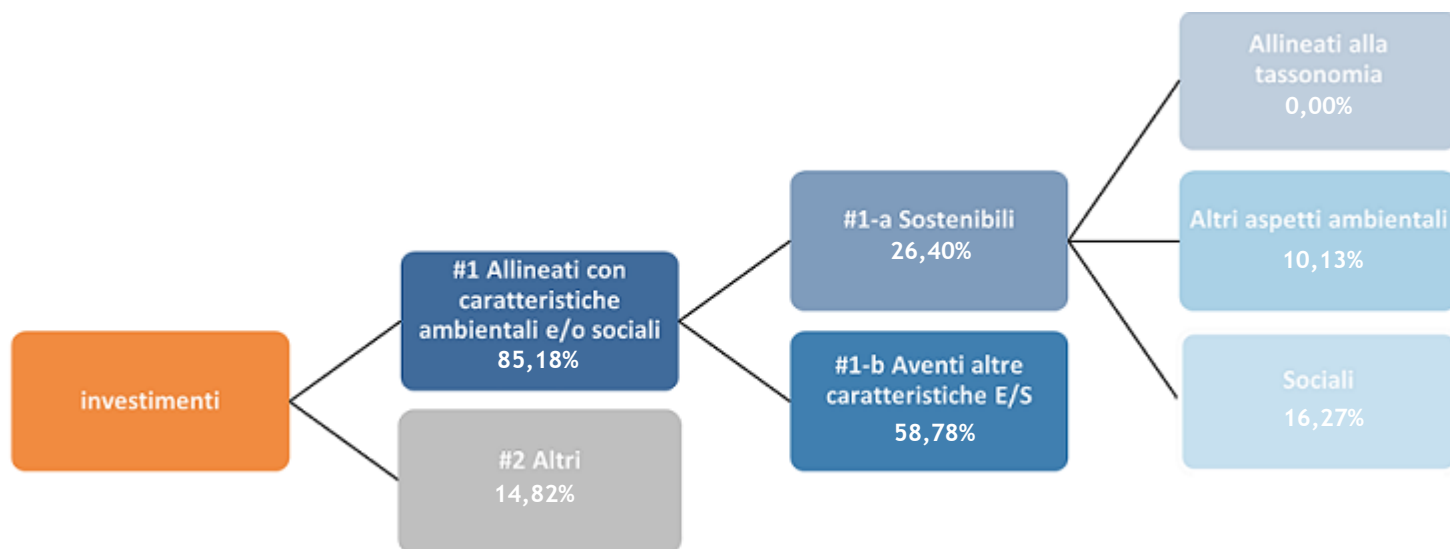 investimenti
#1 Allineati con
caratteristiche
ambientali e/o sociali
85,18%
#2 Altri
14,82%
#1-a Sostenibili
26,40%
#1-b Aventi altre
caratteristiche E/S
58,78%
Allineati alla
tassonomia
0,00%
Altri aspetti ambientali
10,13%
Sociali
16,27%